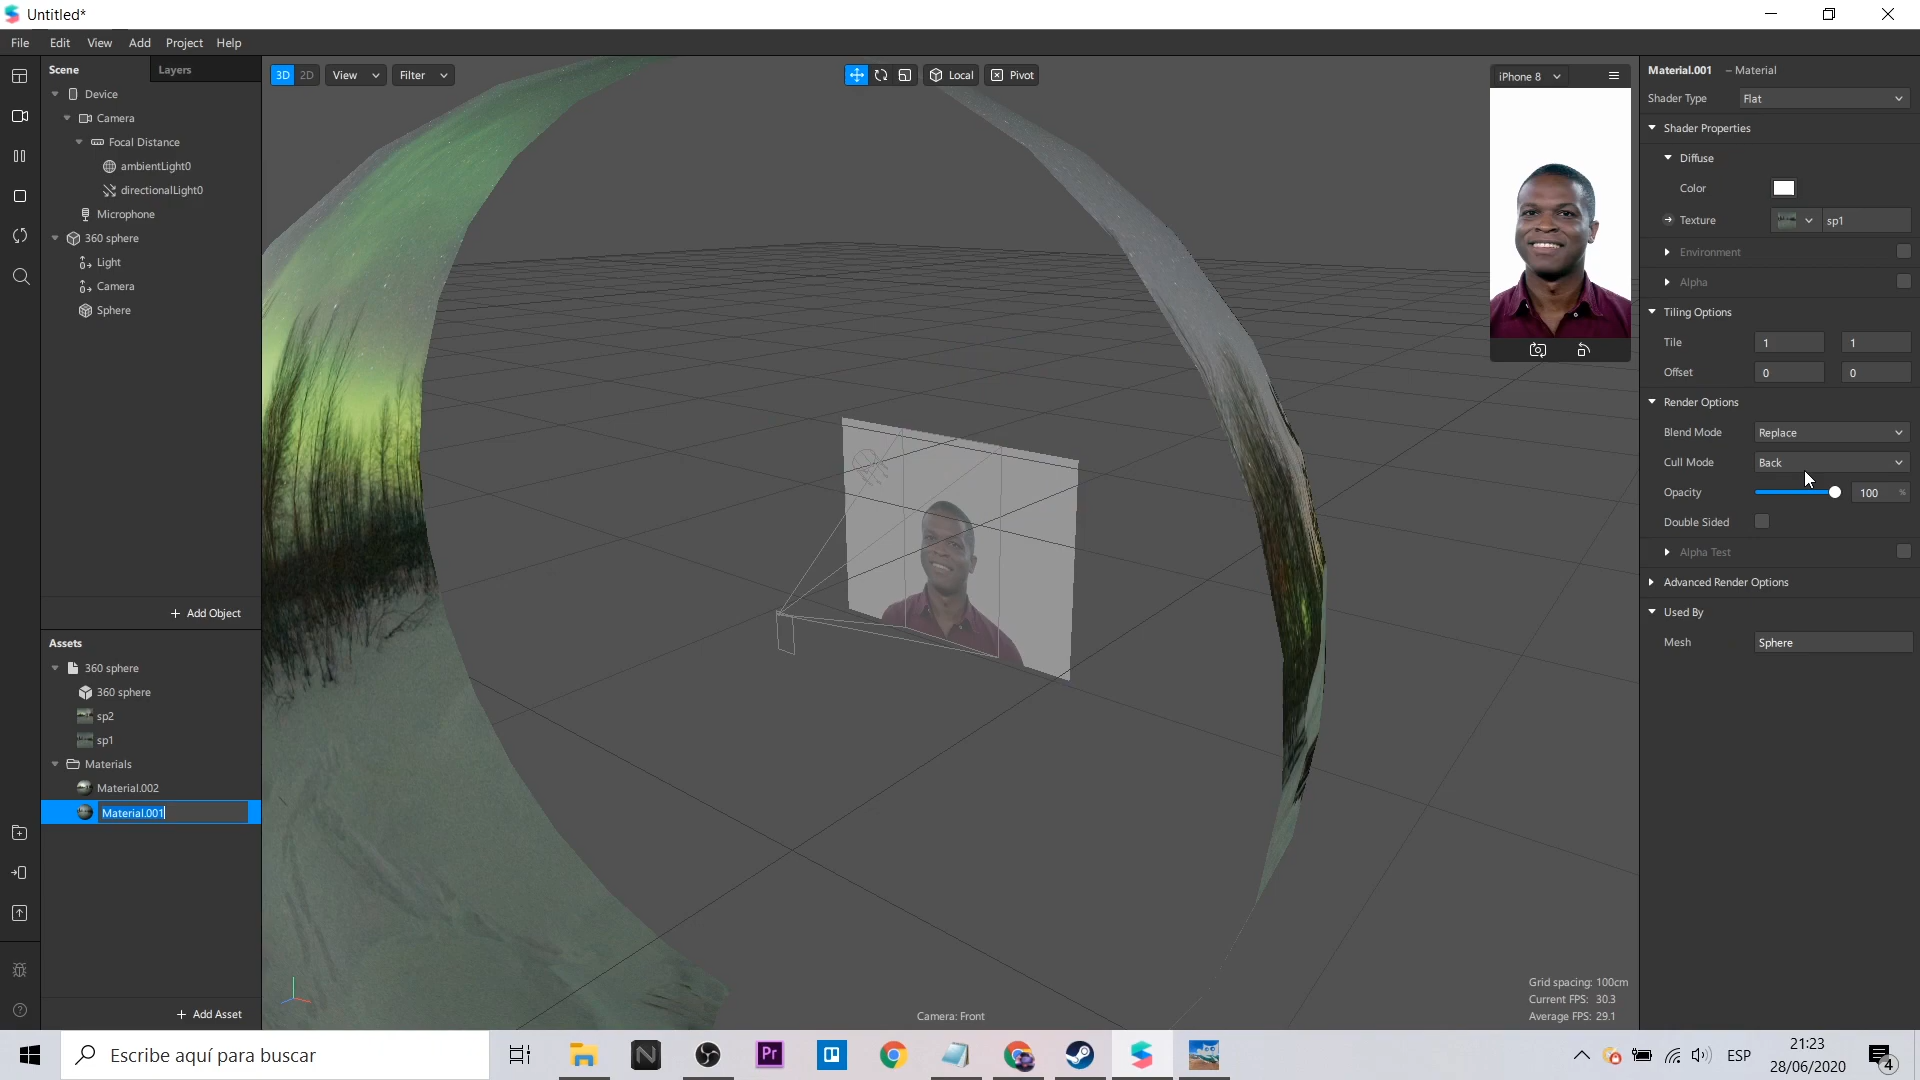 Untitled*
File Edit View Add Project Help
Scene Layers
Device
Camera
Focal Distance
ambientLight0
directionalLight0
Microphone
360 sphere
Light
Camera
Sphere
+ Add Object
Assets
360 sphere
360 sphere
sp2
sp1
Materials
Material.002
Material.001
+ Add Asset
3D 2D View Filter
Local Pivot
iPhone 8
Camera: Front
Grid spacing: 100cm
Current FPS: 30.3
Average FPS: 29.1
Material.001 – Material
Shader Type Flat
Shader Properties
Diffuse
Color
Texture sp1
Environment
Alpha
Tiling Options
Tile 1 1
Offset 0 0
Render Options
Blend Mode Replace
Cull Mode Back
Opacity 100 %
Double Sided
Alpha Test
Advanced Render Options
Used By
Mesh Sphere
Escribe aquí para buscar
Pr
ESP
21:23
28/06/2020
4